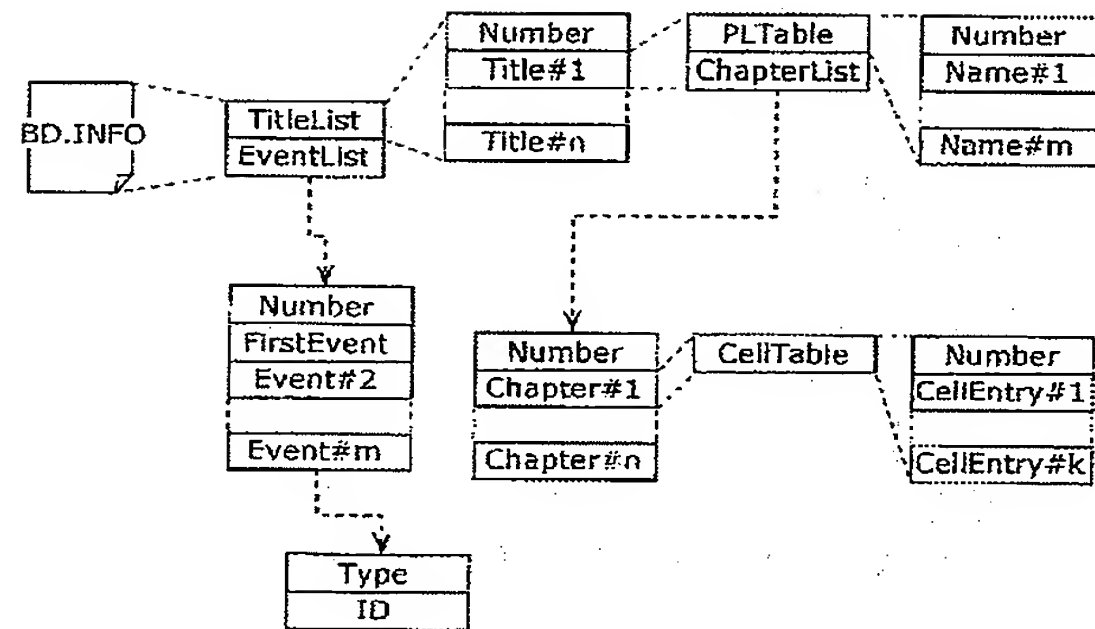 BD.INFO
TitleList
EventList
Number
Title#1
Title#n
PLTable
ChapterList
Number
Name#1
Name#m
Number
FirstEvent
Event#2
Event#m
Type
ID
Number
Chapter#1
Chapter#n
CellTable
Number
CellEntry#1
CellEntry#k